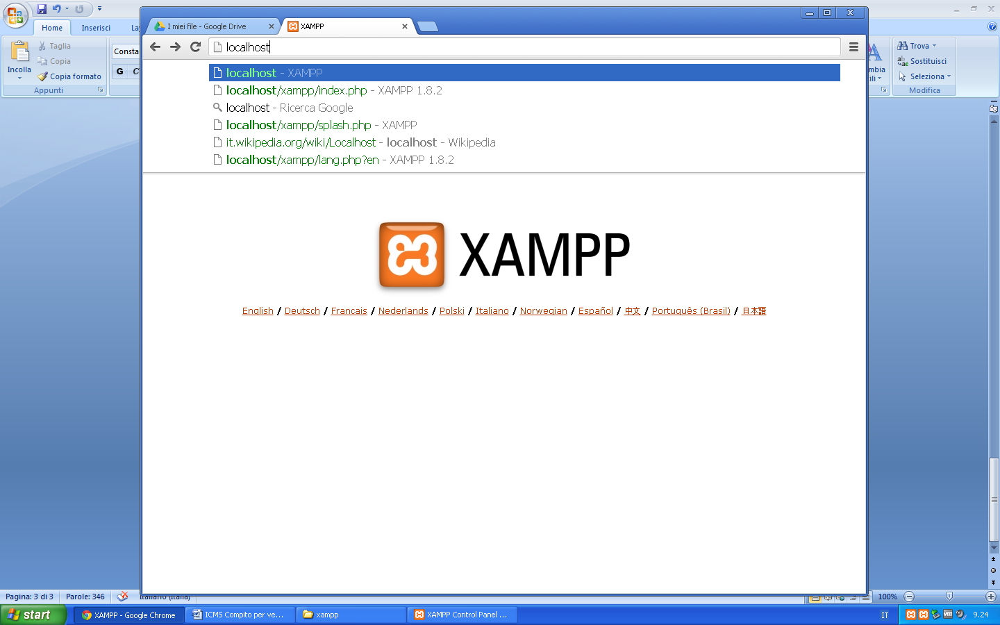 Home
Inserisci
La
Incolla
Taglia
Copia
Copia formato
Appunti
Consta
G
C
I miei file - Google Drive
XAMPP
localhost
localhost - XAMPP
localhost/xampp/index.php - XAMPP 1.8.2
localhost - Ricerca Google
localhost/xampp/splash.php - XAMPP
it.wikipedia.org/wiki/Localhost - localhost - Wikipedia
localhost/xampp/lang.php?en - XAMPP 1.8.2
XAMPP
English / Deutsch / Francais / Nederlands / Polski / Italiano / Norwegian / Español / 中文 / Português (Brasil) / 日本語
A
mbia
ili
Trova
Sostituisci
Seleziona
Modifica
Pagina: 3 di 3
Parole: 346
Italiano (Italia)
100%
start
XAMPP - Google Chrome
ICMS Compito per ve...
xampp
XAMPP Control Panel ...
IT
9.24